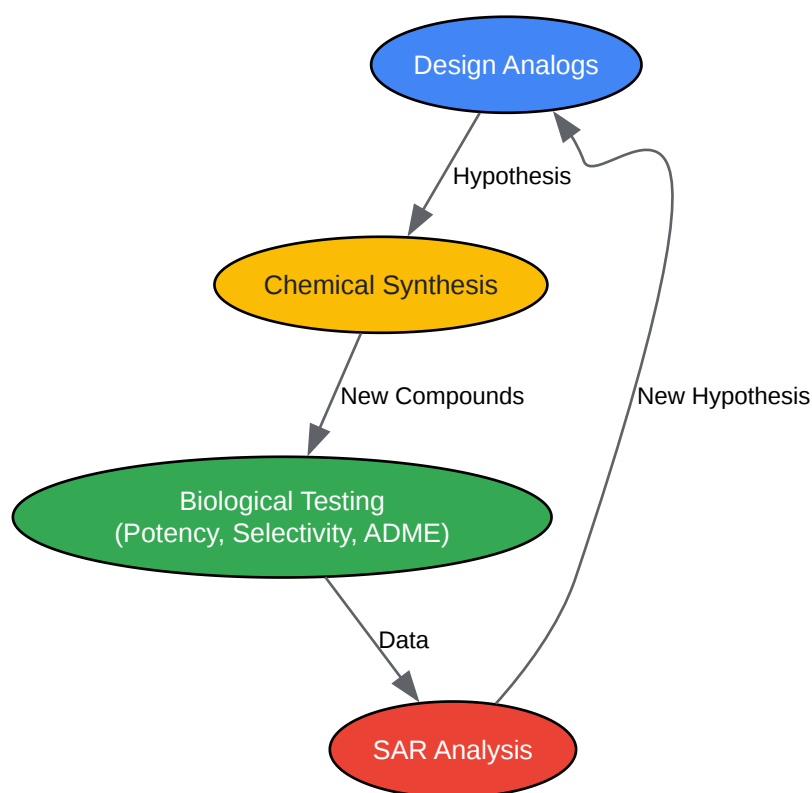 Design Analogs
Hypothesis
Chemical Synthesis
New Compounds
New Hypothesis
Biological Testing
(Potency, Selectivity, ADME)
Data
SAR Analysis